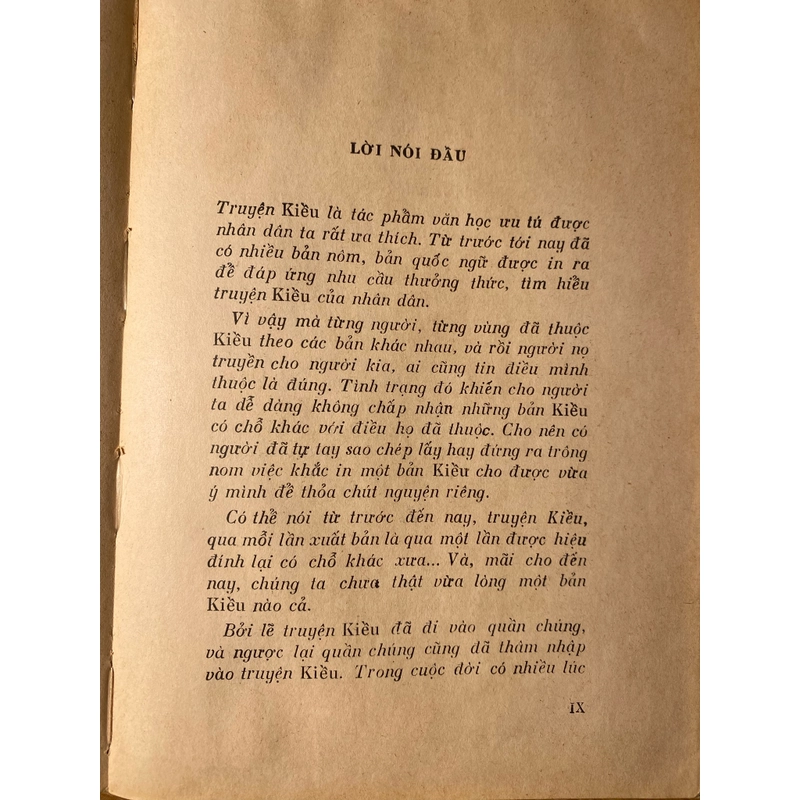 LỜI NÓI ĐẦU
Truyện Kiều là tác phẩm văn học ưu tú được
nhân dân ta rất ưa thích. Từ trước tới nay đã
có nhiều bản nôm, bản quốc ngữ được in ra
để đáp ứng nhu cầu thưởng thức, tìm hiểu
truyện Kiều của nhân dân.
Vì vậy mà từng người, từng vùng đã thuộc
Kiều theo các bản khác nhau, và rồi người nọ
truyền cho người kia, ai cũng tin điều mình
thuộc là đúng. Tình trạng đó khiến cho người
ta dễ dàng không chấp nhận những bản Kiều
có chỗ khác với điều họ đã thuộc. Cho nên có
người đã tự tay sao chép lấy hay đứng ra trông
nom việc khắc in một bản Kiều cho được vừa
ý mình để thỏa chút nguyện riêng.
Có thể nói từ trước đến nay, truyện Kiều,
qua mỗi lần xuất bản là qua một lần được hiệu
đính lại có chỗ khác xưa... Và, mãi cho đến
nay, chúng ta chưa thật vừa lòng một bản
Kiều nào cả.
Bởi lẽ truyện Kiều đã đi vào quần chúng,
và ngược lại quần chúng cũng đã thâm nhập
vào truyện Kiều. Trong cuộc đời có nhiều lúc
IX